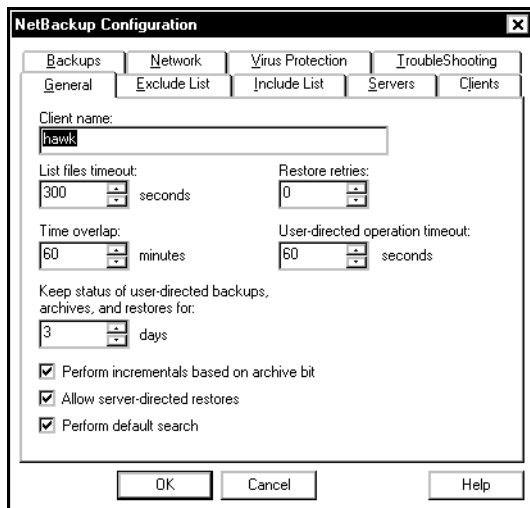 NetBackup Configuration
Backups Network Virus Protection TroubleShooting
General Exclude List Include List Servers Clients
Client name:
hawk
List files timeout: Restore retries:
300 seconds 0
Time overlap: User-directed operation timeout:
60 minutes 60 seconds
Keep status of user-directed backups,
archives, and restores for:
3 days
Perform incrementals based on archive bit
Allow server-directed restores
Perform default search
OK Cancel Help